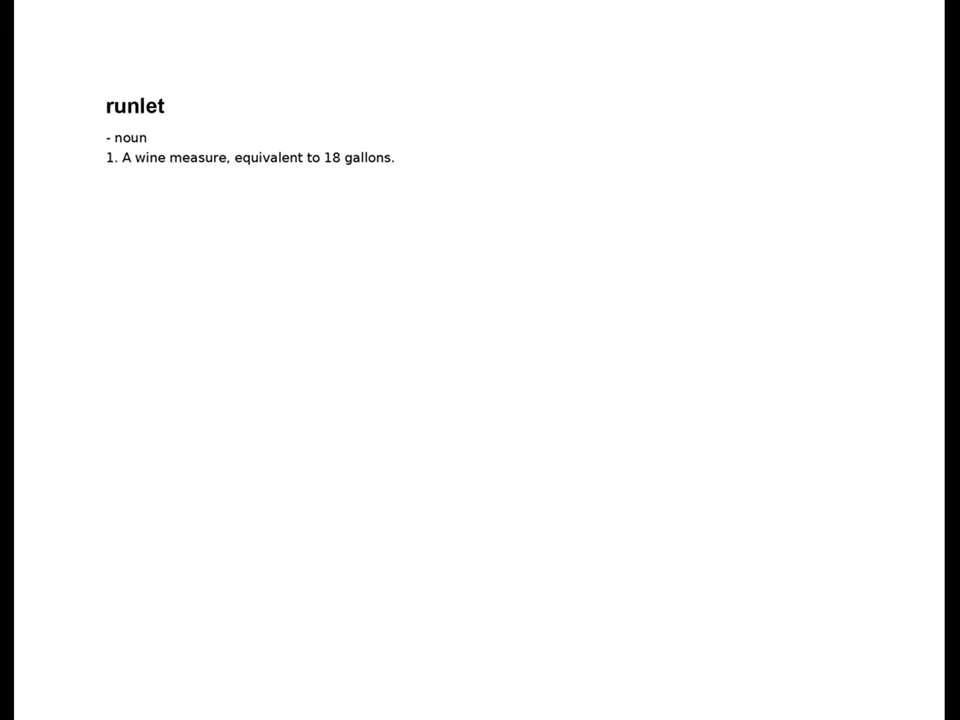 runlet
- noun
1. A wine measure, equivalent to 18 gallons.